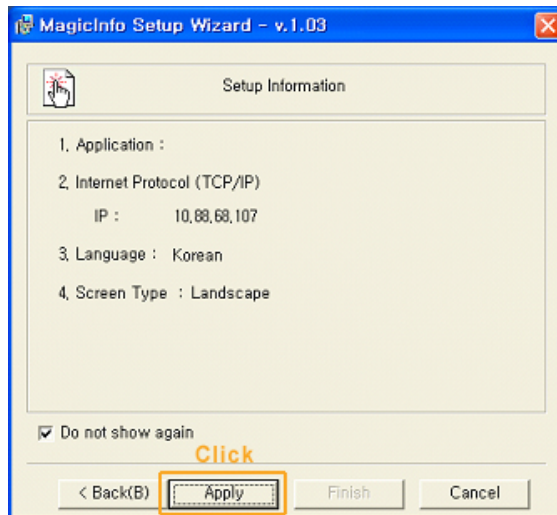 MagicInfo Setup Wizard - v.1.03
Setup Information
1, Application :
2, Internet Protocol (TCP/IP)
IP : 10,88,68,107
3, Language : Korean
4, Screen Type : Landscape
Do not show again
Click
< Back(B) Apply Finish Cancel